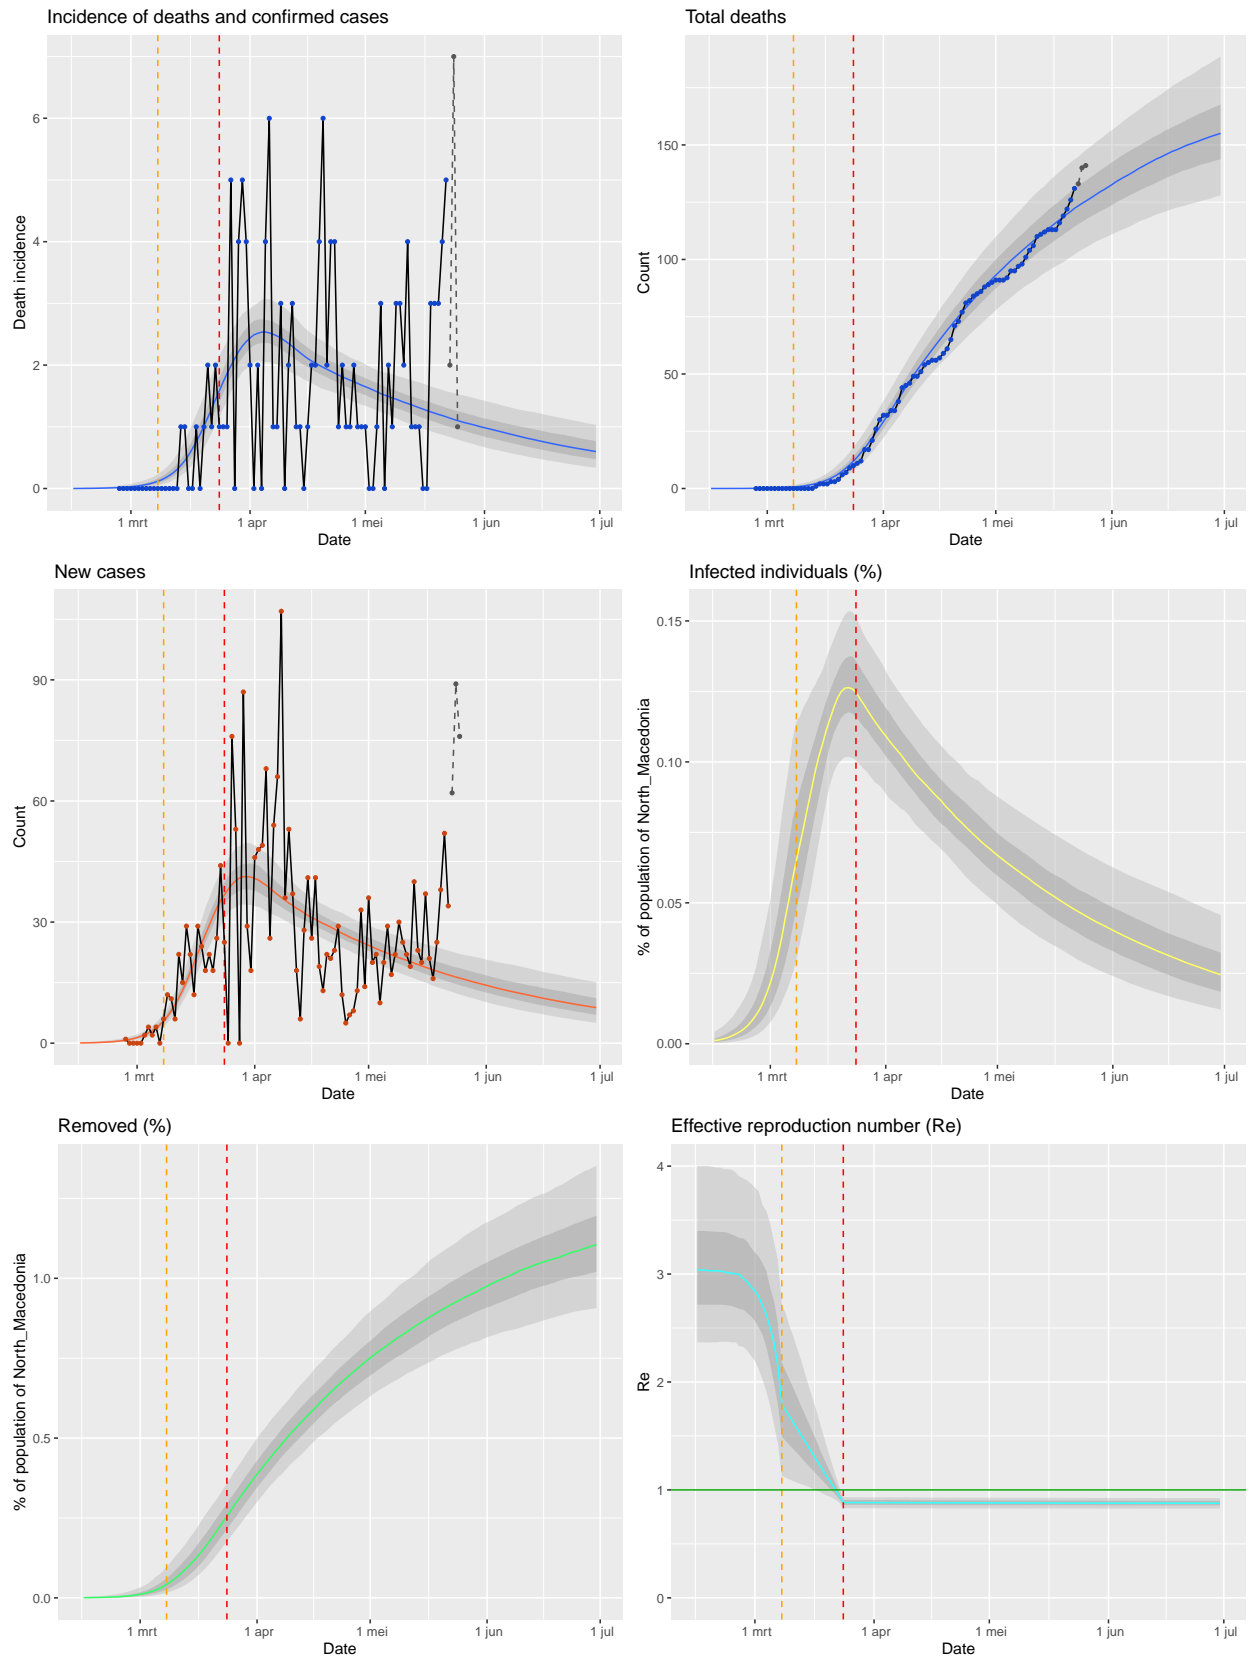 Incidence of deaths and confirmed cases
Death incidence
6
4
2
0
1 mrt 1 apr 1 mei 1 jun 1 jul
Date
Total deaths
Count
150
100
50
0
1 mrt 1 apr 1 mei 1 jun 1 jul
Date
New cases
Count
90
60
30
0
1 mrt 1 apr 1 mei 1 jun 1 jul
Date
Infected individuals (%)
% of population of North_Macedonia
0.15
0.10
0.05
0.00
1 mrt 1 apr 1 mei 1 jun 1 jul
Date
Removed (%)
% of population of North_Macedonia
1.0
0.5
0.0
1 mrt 1 apr 1 mei 1 jun 1 jul
Date
Effective reproduction number (Re)
Re
4
3
2
1
0
1 mrt 1 apr 1 mei 1 jun 1 jul
Date